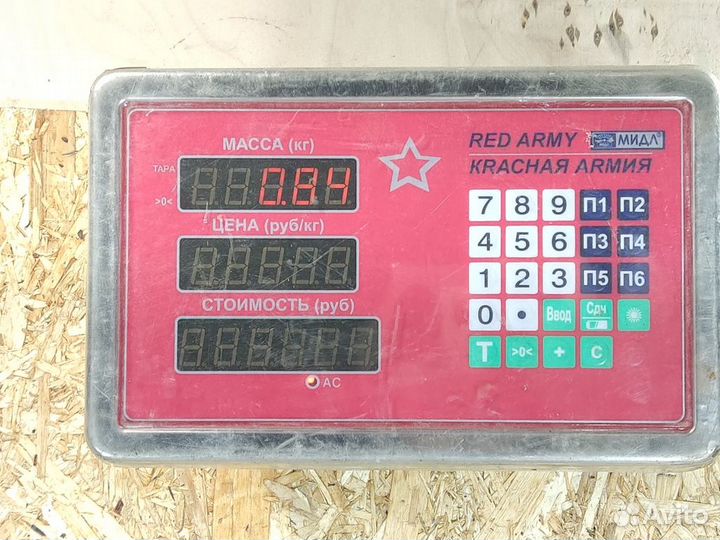 МАССА (кг)
ТАРА
>0<
0.84
ЦЕНА (руб/кг)
СТОИМОСТЬ (руб)
AC
RED ARMY МИДЛ
КRАСНАЯ АRМИЯ
7 8 9 П1 П2
4 5 6 П3 П4
1 2 3 П5 П6
0 • Ввод Сдч
T >0< + C
Avito